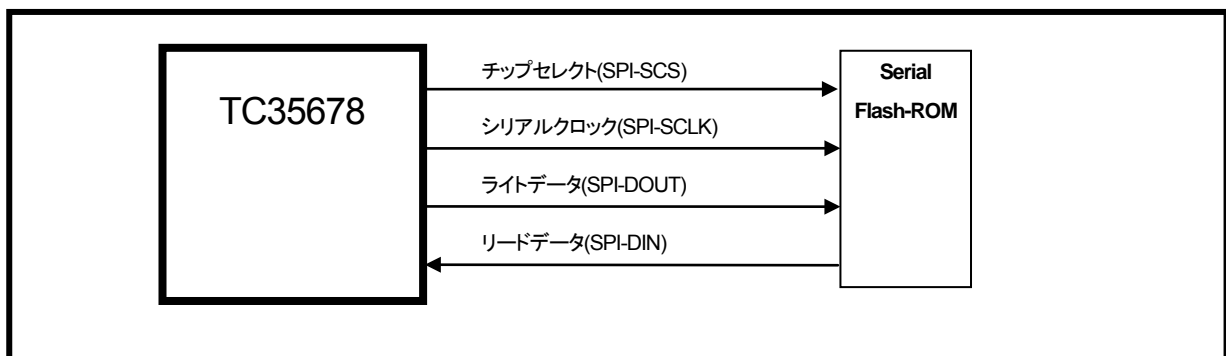 TC35678
チップセレクト(SPI-SCS)
シリアルクロック(SPI-SCLK)
ライトデータ(SPI-DOUT)
リードデータ(SPI-DIN)
Serial
Flash-ROM